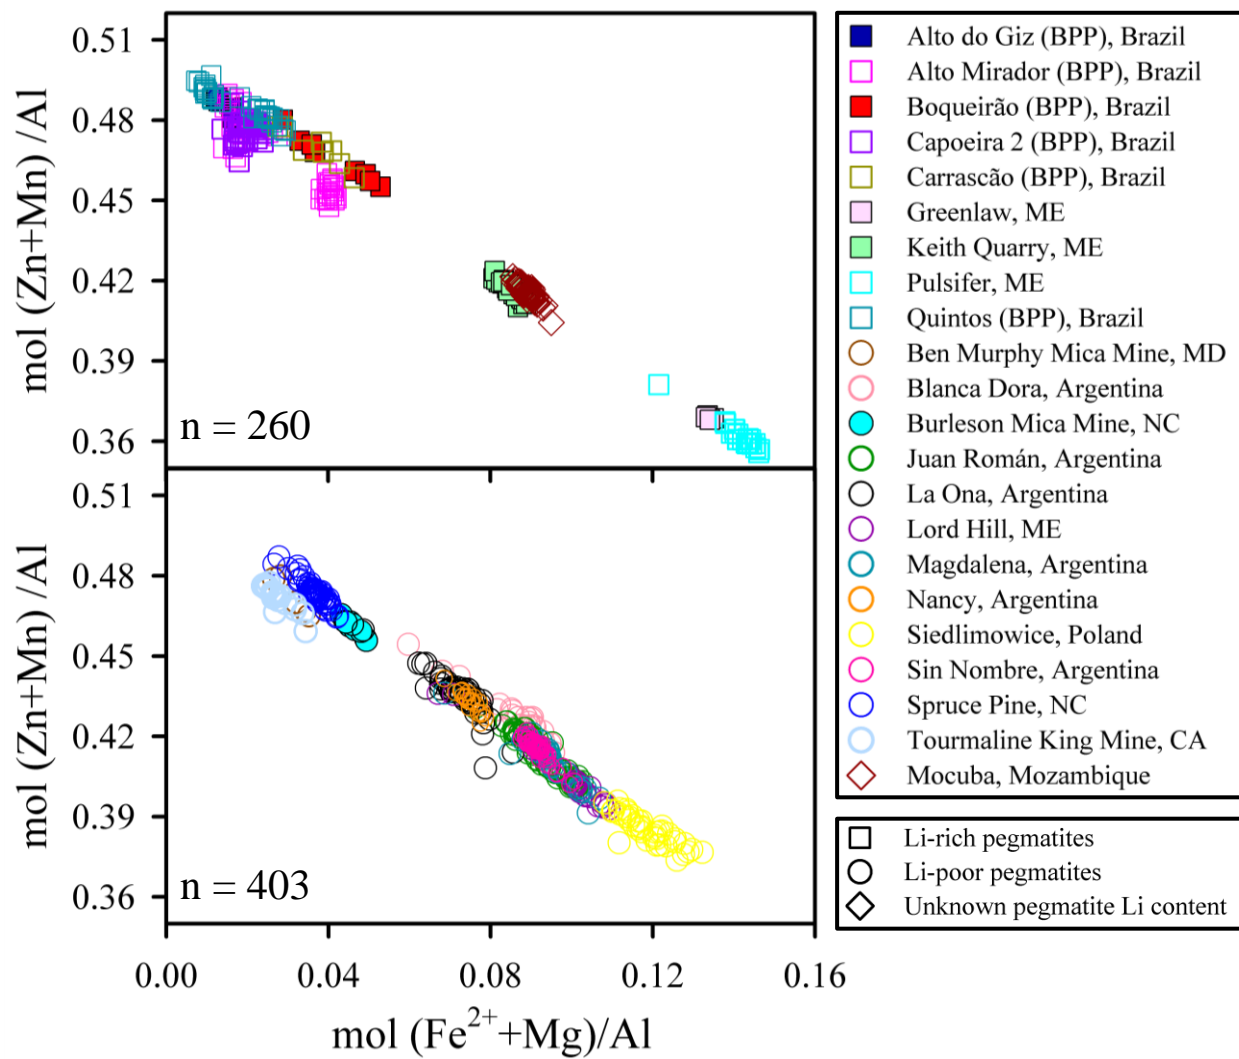 0.51
0.48
0.45
0.42
0.39
0.36
mol (Zn+Mn) /Al
n = 260
0.51
0.48
0.45
0.42
0.39
0.36
mol (Zn+Mn) /Al
n = 403
0.00 0.04 0.08 0.12 0.16
mol (Fe²⁺+Mg)/Al
Alto do Giz (BPP), Brazil
Alto Mirador (BPP), Brazil
Boqueirão (BPP), Brazil
Capoeira 2 (BPP), Brazil
Carrascão (BPP), Brazil
Greenlaw, ME
Keith Quarry, ME
Pulsifer, ME
Quintos (BPP), Brazil
Ben Murphy Mica Mine, MD
Blanca Dora, Argentina
Burleson Mica Mine, NC
Juan Román, Argentina
La Ona, Argentina
Lord Hill, ME
Magdalena, Argentina
Nancy, Argentina
Siedlimowice, Poland
Sin Nombre, Argentina
Spruce Pine, NC
Tourmaline King Mine, CA
Mocuba, Mozambique
Li-rich pegmatites
Li-poor pegmatites
Unknown pegmatite Li content